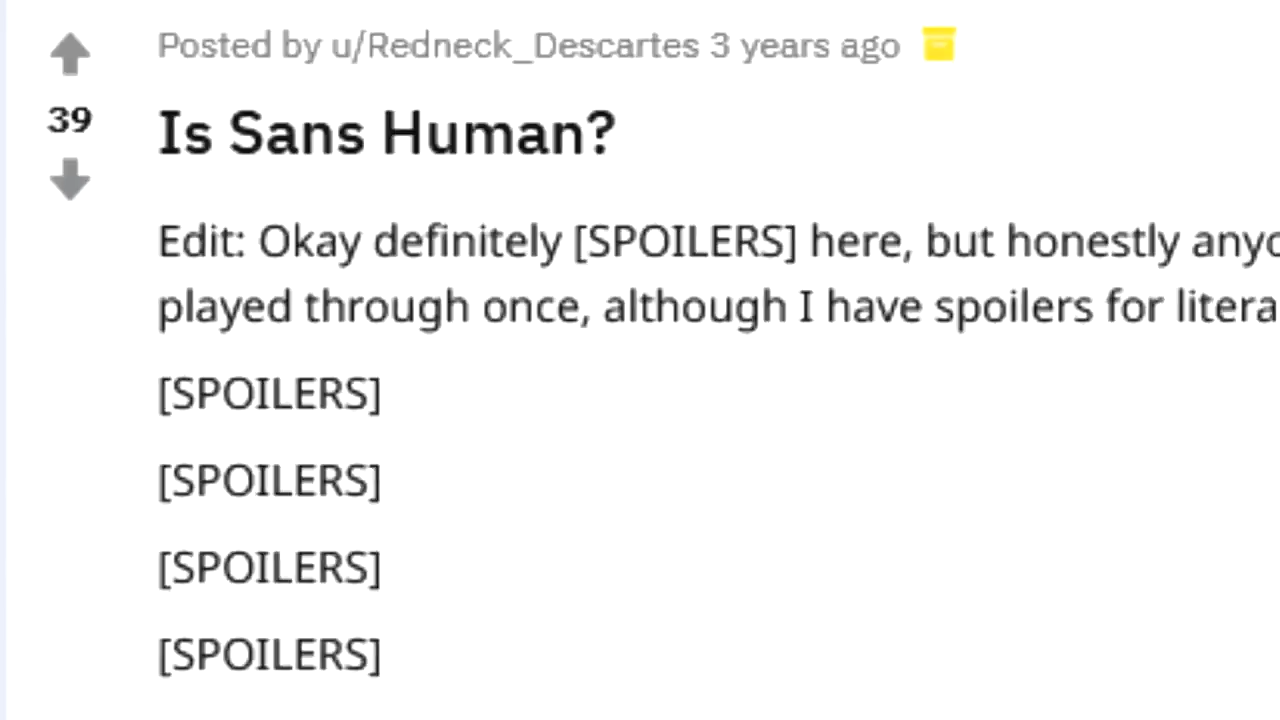 Posted by u/Redneck_Descartes 3 years ago
39
Is Sans Human?
Edit: Okay definitely [SPOILERS] here, but honestly
played through once, although I have spoilers for
[SPOILERS]
[SPOILERS]
[SPOILERS]
[SPOILERS]